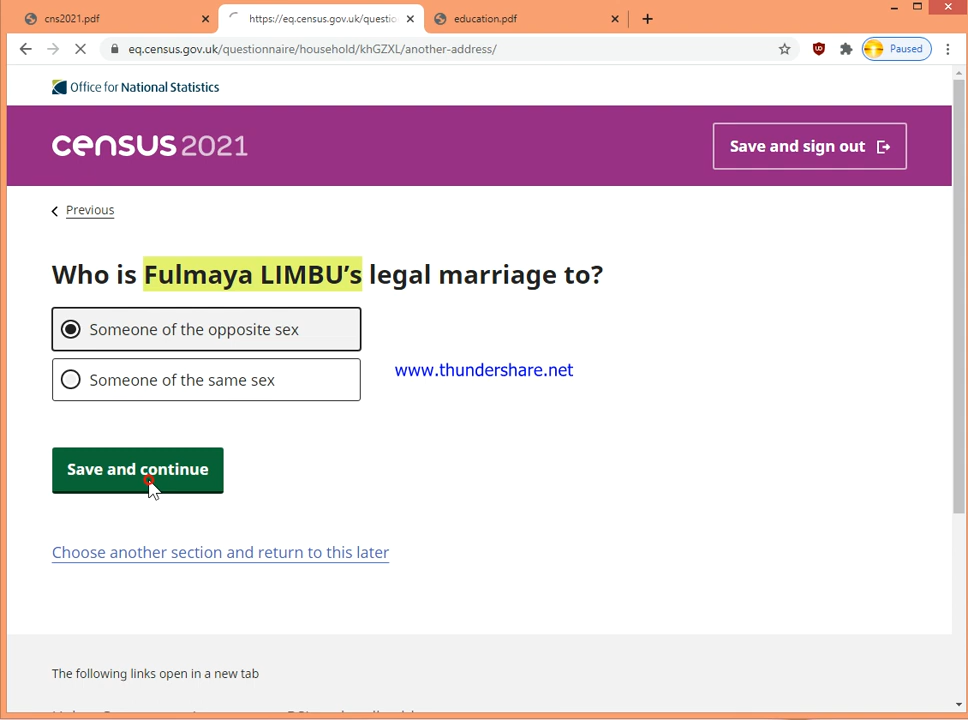 cns2021.pdf
https://eq.census.gov.uk/questio
education.pdf
eq.census.gov.uk/questionnaire/household/khGZXL/another-address/
Paused
Office for National Statistics
census 2021
Save and sign out
Previous
Who is Fulmaya LIMBU's legal marriage to?
Someone of the opposite sex
Someone of the same sex
www.thundershare.net
Save and continue
Choose another section and return to this later
The following links open in a new tab